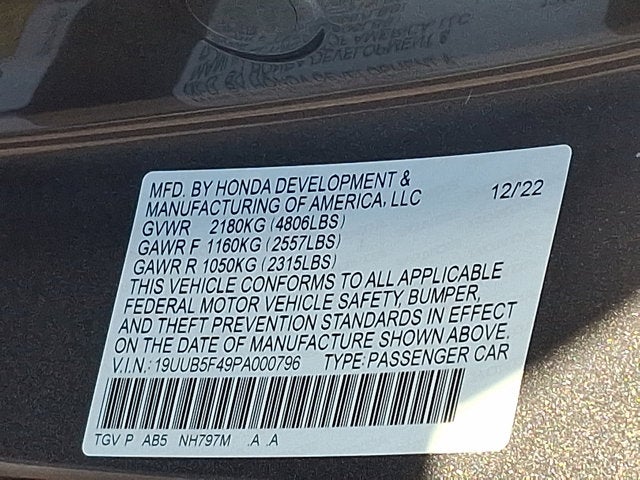 MFD. BY HONDA DEVELOPMENT &
MANUFACTURING OF AMERICA, LLC 12/'22
GVWR 2180KG (4806LBS)
GAWR F 1160KG (2557LBS)
GAWR R 1050KG (2315LBS)
THIS VEHICLE CONFORMS TO ALL APPLICABLE
FEDERAL MOTOR VEHICLE SAFETY, BUMPER,
AND THEFT PREVENTION STANDARDS IN EFFECT
ON THE DATE OF MANUFACTURE SHOWN ABOVE.
V.I.N.: 19UUB5F49PA000796 TYPE:PASSENGER CAR
TGV P AB5 NH797M .A .A